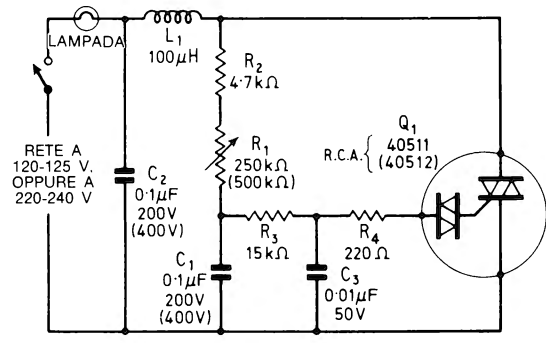 LAMPADA
L1
100µH
R2
4·7kΩ
R1
250kΩ
(500kΩ)
Q1
40511
(40512)
R.C.A.
RETE A
120-125 V.
OPPURE A
220-240 V
C2
0·1µF
200V
(400V)
R3
15kΩ
R4
220Ω
C1
0·1µF
200V
(400V)
C3
0·01µF
50V